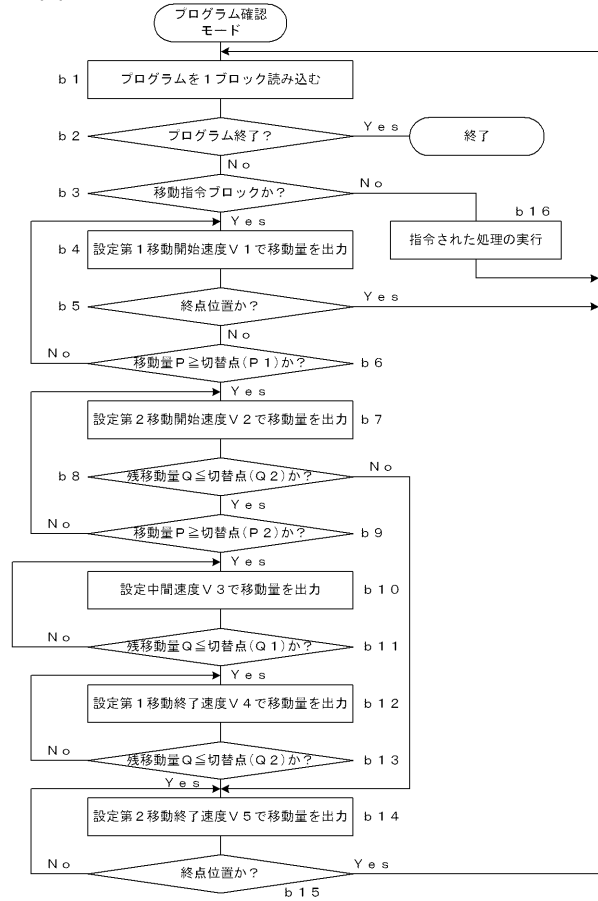 プログラム確認
モード
b１
プログラムを１ブロック読み込む
b２
プログラム終了？
Ｙｅｓ
終了
Ｎｏ
b３
移動指令ブロックか？
Ｎｏ
Ｙｅｓ
b１６
指令された処理の実行
b４
設定第１移動開始速度Ｖ１で移動量を出力
b５
終点位置か？
Ｙｅｓ
Ｎｏ
Ｎｏ
移動量Ｐ≧切替点(Ｐ１)か？
b６
Ｙｅｓ
設定第２移動開始速度Ｖ２で移動量を出力
b７
b８
残移動量Ｑ≦切替点(Ｑ２)か？
Ｎｏ
Ｙｅｓ
Ｎｏ
移動量Ｐ≧切替点(Ｐ２)か？
b９
Ｙｅｓ
設定中間速度Ｖ３で移動量を出力
b１０
Ｎｏ
残移動量Ｑ≦切替点(Ｑ１)か？
b１１
Ｙｅｓ
設定第１移動終了速度Ｖ４で移動量を出力
b１２
Ｎｏ
残移動量Ｑ≦切替点(Ｑ２)か？
b１３
Ｙｅｓ
設定第２移動終了速度Ｖ５で移動量を出力
b１４
Ｎｏ
終点位置か？
Ｙｅｓ
b１５